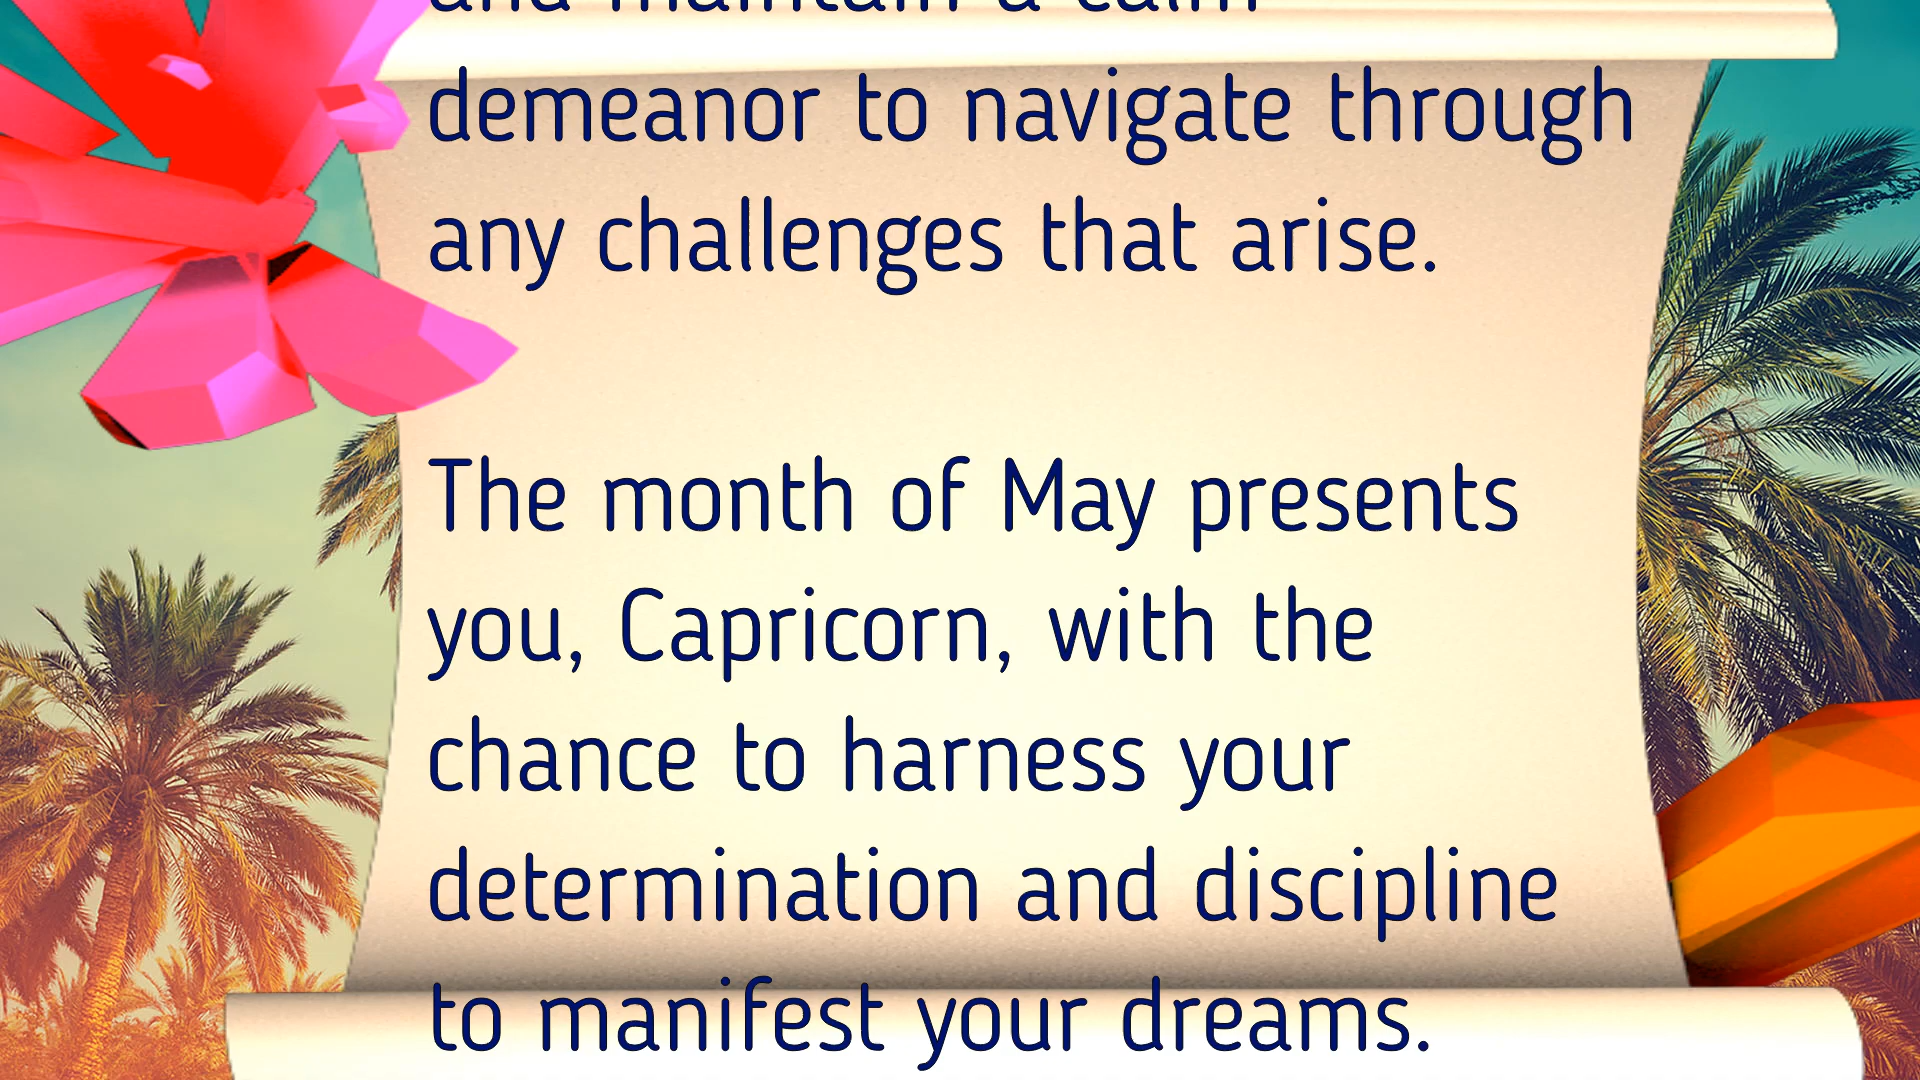 and maintain a calm
demeanor to navigate through
any challenges that arise.
The month of May presents
you, Capricorn, with the
chance to harness your
determination and discipline
to manifest your dreams.